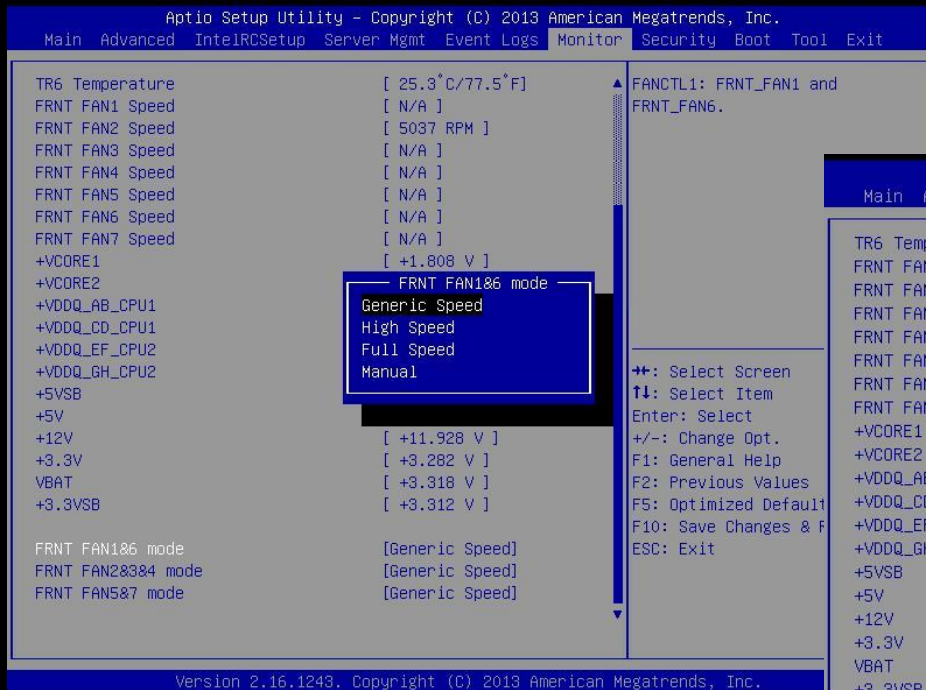 Aptio Setup Utility - Copyright (C) 2013 American Megatrends, Inc.
Main Advanced IntelRCSetup Server Mgmt Event Logs Monitor Security Boot Tool Exit
TR6 Temperature [ 25.3°C/77.5°F]
FRNT FAN1 Speed [ N/A ]
FRNT FAN2 Speed [ 5037 RPM ]
FRNT FAN3 Speed [ N/A ]
FRNT FAN4 Speed [ N/A ]
FRNT FAN5 Speed [ N/A ]
FRNT FAN6 Speed [ N/A ]
FRNT FAN7 Speed [ N/A ]
+VCORE1 [ +1.808 V ]
+VCORE2
+VDDQ_AB_CPU1
+VDDQ_CD_CPU1
+VDDQ_EF_CPU2
+VDDQ_GH_CPU2
+5VSB
+5V
+12V [ +11.928 V ]
+3.3V [ +3.282 V ]
VBAT [ +3.318 V ]
+3.3VSB [ +3.312 V ]
FRNT FAN1&6 mode [Generic Speed]
FRNT FAN2&3&4 mode [Generic Speed]
FRNT FAN5&7 mode [Generic Speed]
FRNT FAN1&6 mode
Generic Speed
High Speed
Full Speed
Manual
FANCTL1: FRNT_FAN1 and
FRNT_FAN6.
→←: Select Screen
↑↓: Select Item
Enter: Select
+/-: Change Opt.
F1: General Help
F2: Previous Values
F5: Optimized Default
F10: Save Changes & R
ESC: Exit
Version 2.16.1243. Copyright (C) 2013 American Megatrends, Inc.
Main
TR6 Temp
FRNT FAN
FRNT FAN
FRNT FAN
FRNT FAN
FRNT FAN
FRNT FAN
FRNT FAN
+VCORE1
+VCORE2
+VDDQ_AB
+VDDQ_CD
+VDDQ_EF
+VDDQ_GH
+5VSB
+5V
+12V
+3.3V
VBAT
+3.3VSB